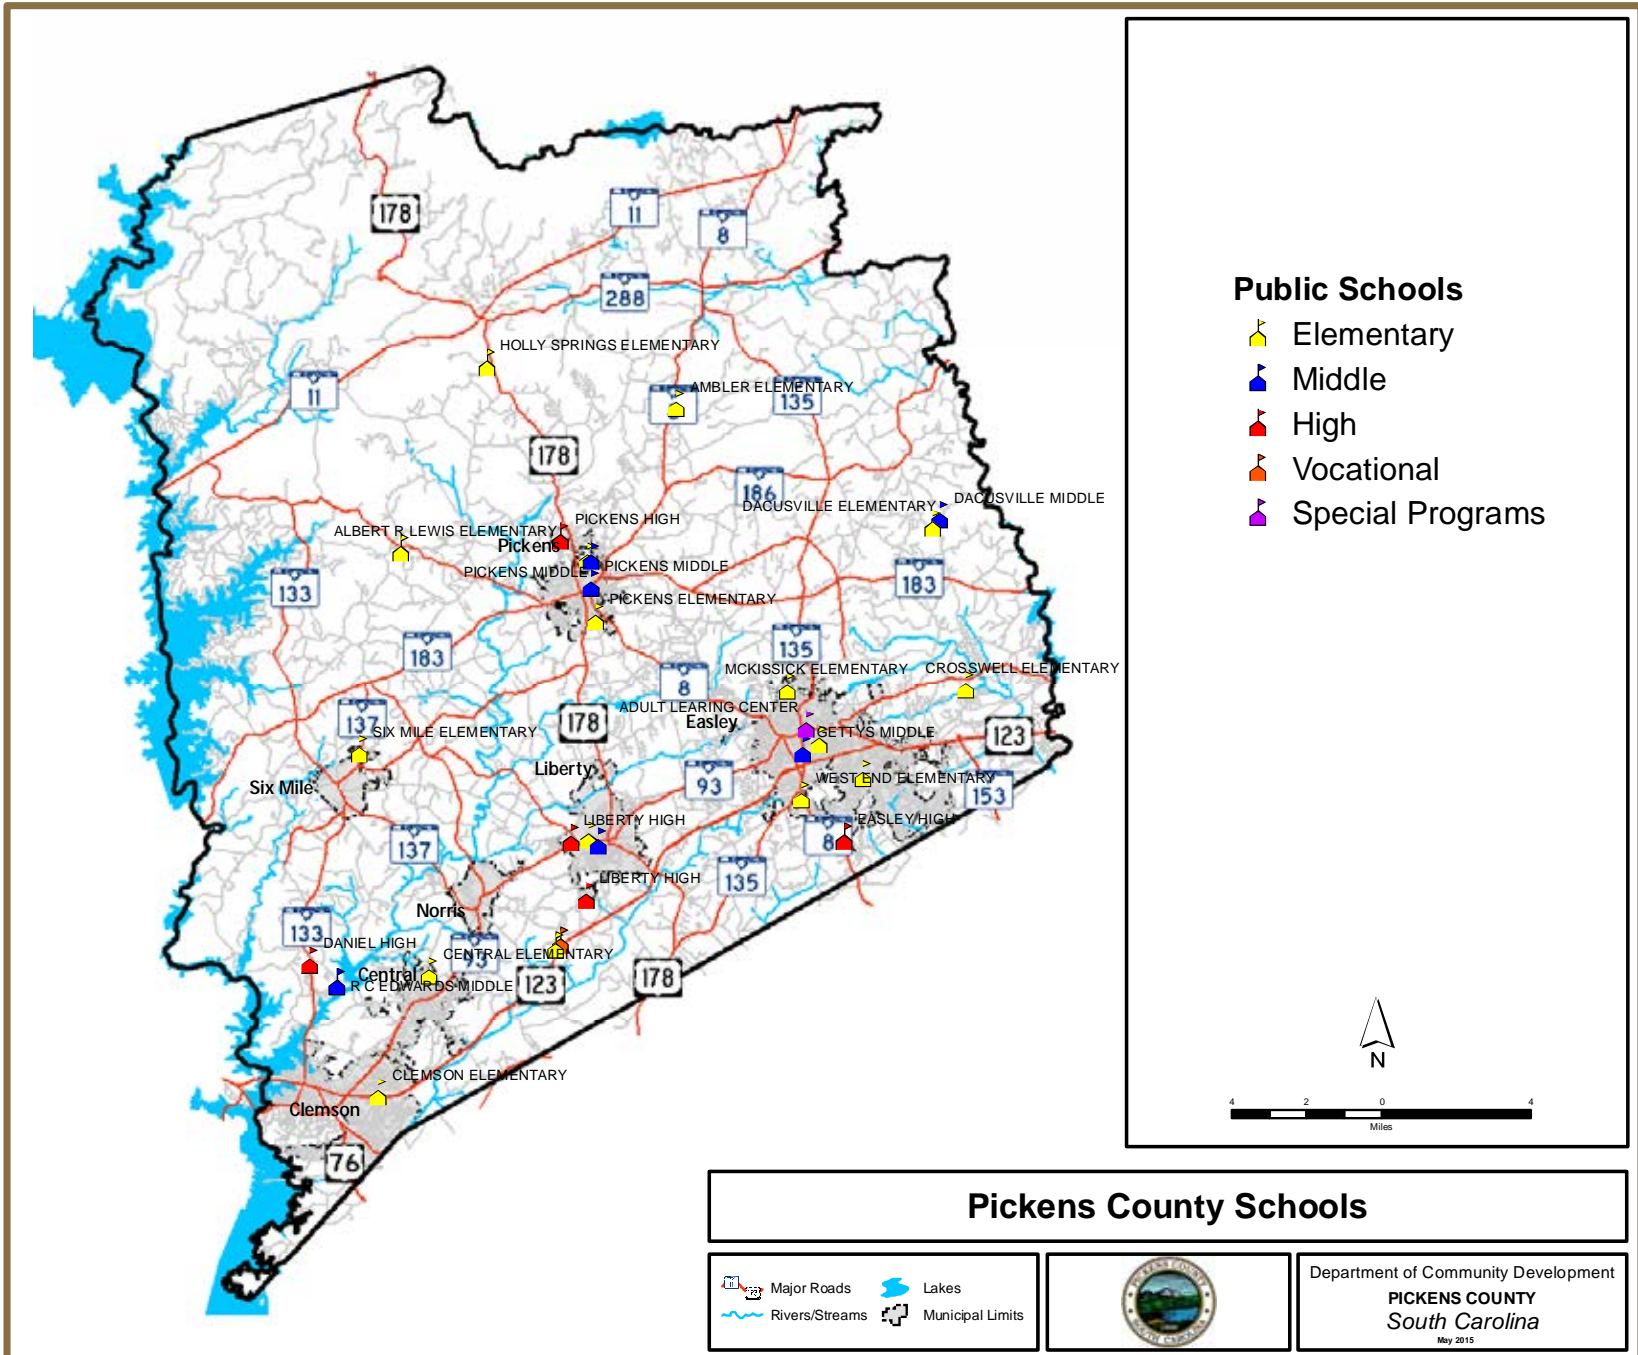 178
11
8
288
HOLLY SPRINGS ELEMENTARY
11
AMBLER ELEMENTARY
135
178
186
DACUSVILLE ELEMENTARY
DACUSVILLE MIDDLE
PICKENS HIGH
ALBERT R LEWIS ELEMENTARY
Pickens
PICKENS MIDDLE
PICKENS MIDDLE
133
183
PICKENS ELEMENTARY
183
135
MCKISSICK ELEMENTARY
CROSSWELL ELEMENTARY
8
ADULT LEARING CENTER
137
178
Easley
SIX MILE ELEMENTARY
GETTYS MIDDLE
123
Liberty
93
WEST END ELEMENTARY
Six Mile
153
LIBERTY HIGH
EASLEY HIGH
137
8
LIBERTY HIGH
135
Norris
133
DANIEL HIGH
CENTRAL ELEMENTARY
93
Central
R C EDWARDS MIDDLE
123
178
CLEMSON ELEMENTARY
Clemson
76
Public Schools
Elementary
Middle
High
Vocational
Special Programs
N
4 2 0 4
Miles
Pickens County Schools
Major Roads
Lakes
Rivers/Streams
Municipal Limits
PICKENS COUNTY
SOUTH CAROLINA
Department of Community Development
PICKENS COUNTY
South Carolina
May 2015